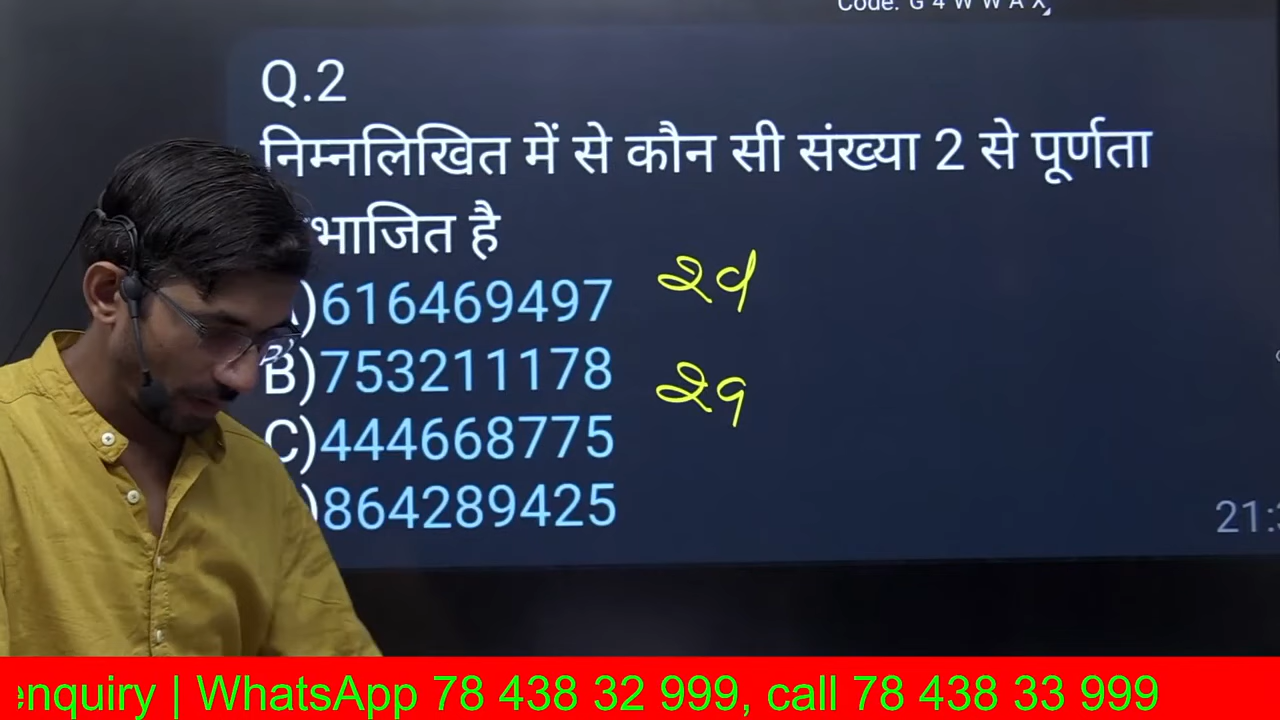 Code: G 4 W W A X
Q.2
निम्नलिखित में से कौन सी संख्या 2 से पूर्णता
भाजित है
)616469497
B)753211178
C)444668775
)864289425
21:
enquiry | WhatsApp 78 438 32 999, call 78 438 33 999